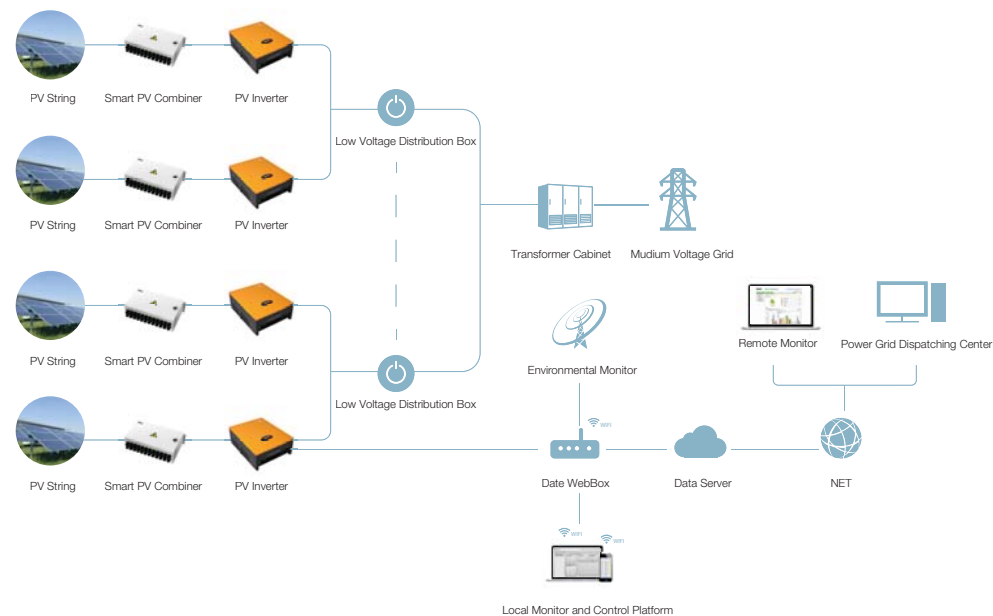 PV String
Smart PV Combiner
PV Inverter
Low Voltage Distribution Box
PV String
Smart PV Combiner
PV Inverter
Transformer Cabinet
Mudium Voltage Grid
Remote Monitor
Power Grid Dispatching Center
PV String
Smart PV Combiner
PV Inverter
Environmental Monitor
Low Voltage Distribution Box
WIFI
PV String
Smart PV Combiner
PV Inverter
Date WebBox
Data Server
NET
WIFI
WIFI
Local Monitor and Control Platform